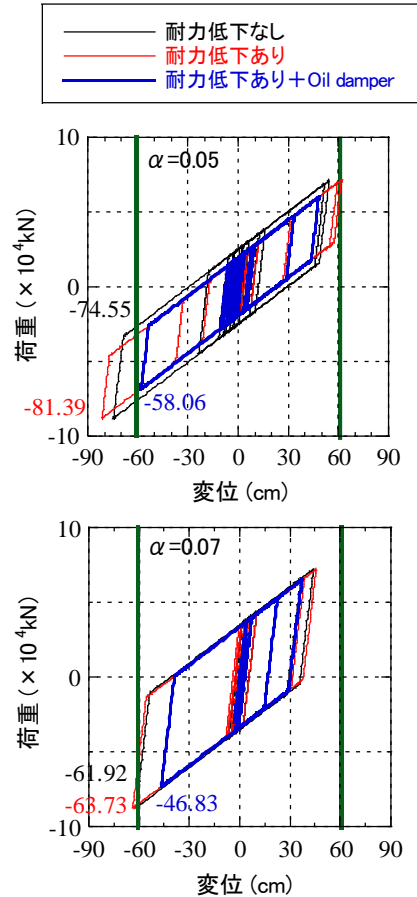 耐力低下なし
耐力低下あり
耐力低下あり+Oil damper
10
α=0.05
0
-74.55
-81.39
-58.06
-10
-90 -60 -30 0 30 60 90
荷重(×10⁴kN)
変位(cm)
10
α=0.07
0
-61.92
-63.73
-46.83
-10
-90 -60 -30 0 30 60 90
荷重(×10⁴kN)
変位(cm)